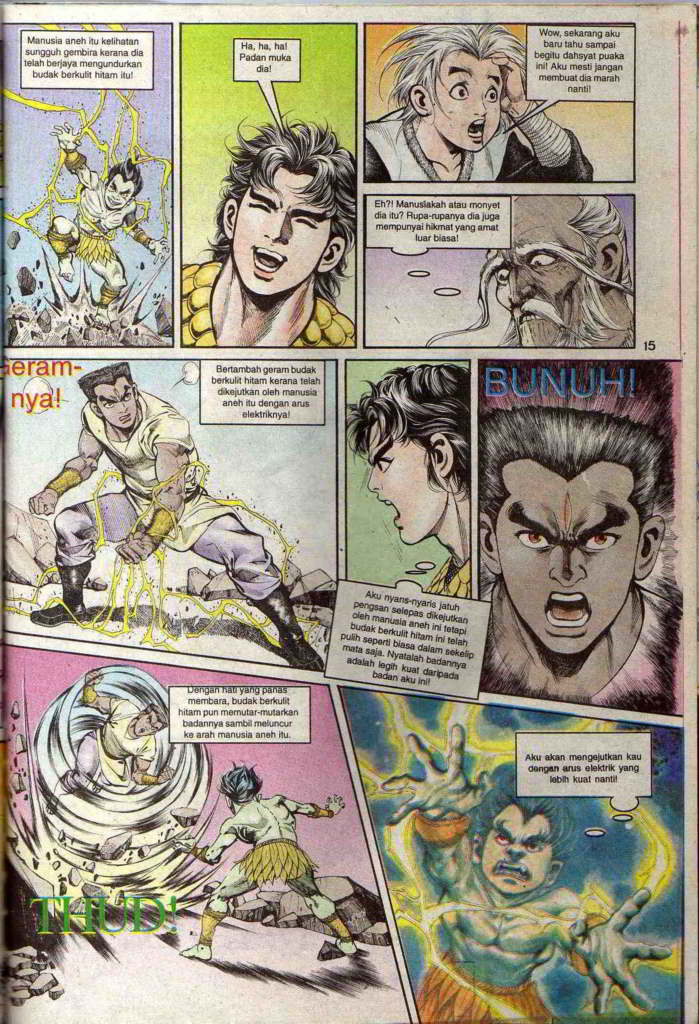 Manusia aneh itu kelihatan
sungguh gembira kerana dia
telah berjaya mengundurkan
budak berkulit hitam itu!
Ha, ha, ha!
Padan muka
dia!
Wow, sekarang aku
baru tahu sampai
begitu dahsyat puaka
ini! Aku mesti jangan
membuat dia marah
nanti!
Eh?! Manusiakah atau monyet
dia itu? Rupa-rupanya dia juga
mempunyai hikmat yang amat
luar biasa!
15
Geram-
nya!
Bertambah geram budak
berkulit hitam kerana telah
dikejutkan oleh manusia
aneh itu dengan arus
elektriknya!
Aku nyans-nyaris jatuh
pengsan selepas dikejutkan
oleh manusia aneh ini tetapi
budak berkulit hitam ini telah
pulih seperti biasa dalam sekelip
mata saja. Nyatalah badannya
adalah legih kuat daripada
badan aku ini!
BUNUH!
Dengan hati yang panas
membara, budak berkulit
hitam pun memutar-mutarkan
badannya sambil meluncur
ke arah manusia aneh itu.
THUD!
Aku akan mengejutkan kau
dengan arus elektrik yang
lebih kuat nanti!